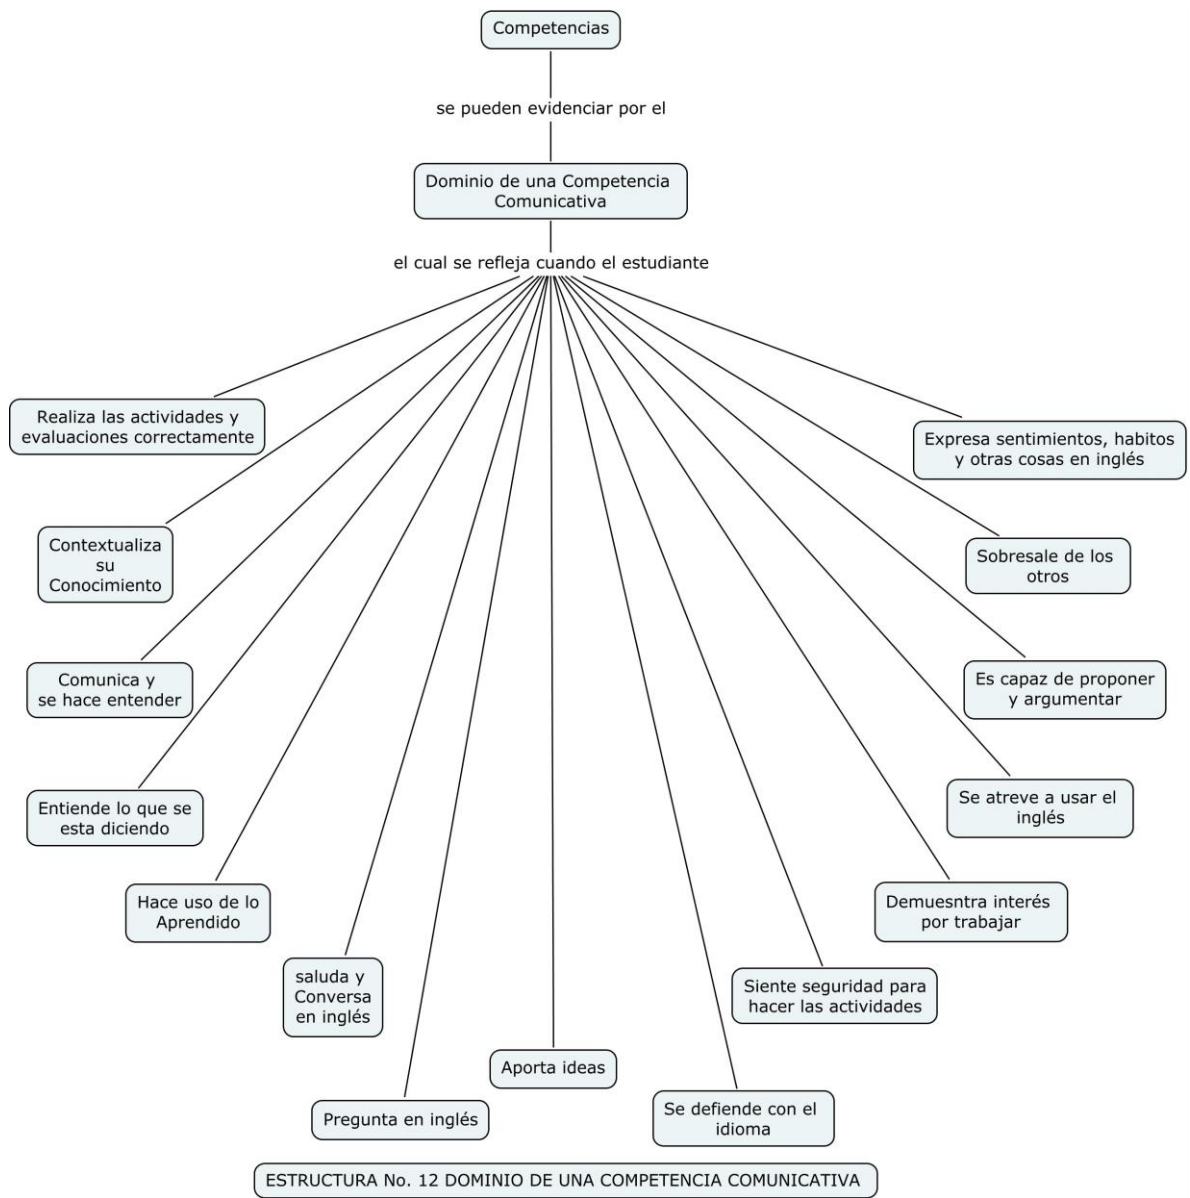 Competencias
se pueden evidenciar por el
Dominio de una Competencia
Comunicativa
el cual se refleja cuando el estudiante
Realiza las actividades y
evaluaciones correctamente
Expresa sentimientos, habitos
y otras cosas en inglés
Contextualiza
su
Conocimiento
Sobresale de los
otros
Comunica y
se hace entender
Es capaz de proponer
y argumentar
Entiende lo que se
esta diciendo
Se atreve a usar el
inglés
Hace uso de lo
Aprendido
Demuesntra interés
por trabajar
saluda y
Conversa
en inglés
Siente seguridad para
hacer las actividades
Aporta ideas
Pregunta en inglés
Se defiende con el
idioma
ESTRUCTURA No. 12 DOMINIO DE UNA COMPETENCIA COMUNICATIVA